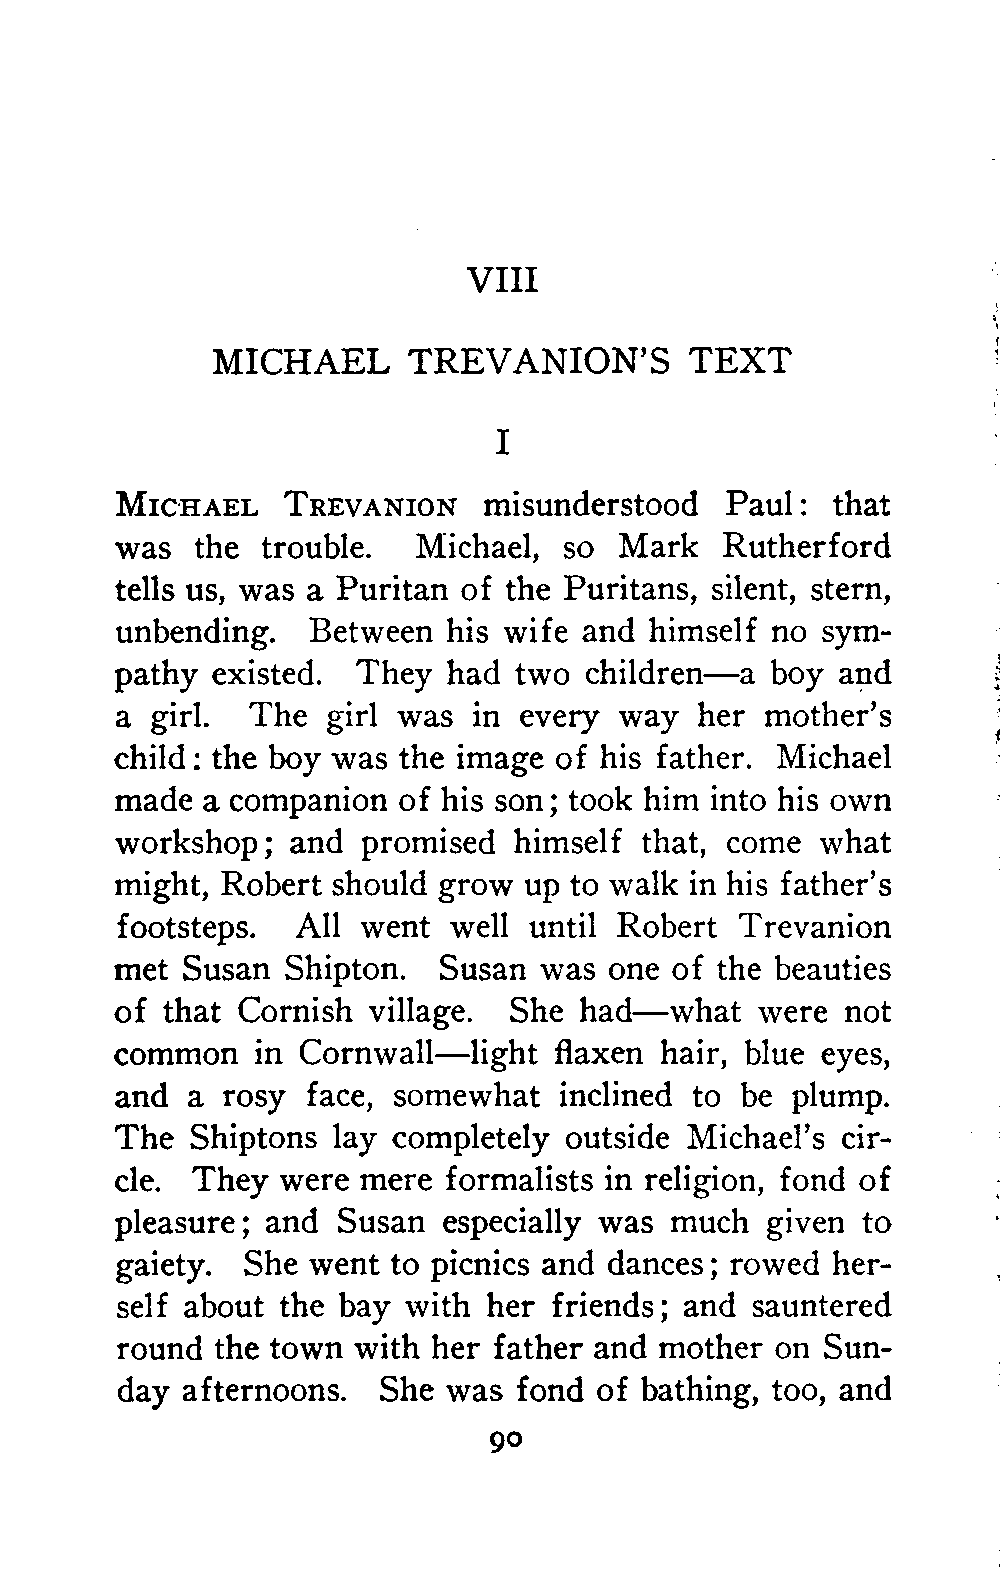 VIII
MICHAEL TREVANION'S TEXT
I
MICHAEL TREVANION misunderstood Paul: that
was the trouble. Michael, so Mark Rutherford
tells us, was a Puritan of the Puritans, silent, stern,
unbending. Between his wife and himself no sym-
pathy existed. They had two children—a boy and
a girl. The girl was in every way her mother's
child: the boy was the image of his father. Michael
made a companion of his son; took him into his own
workshop; and promised himself that, come what
might, Robert should grow up to walk in his father's
footsteps. All went well until Robert Trevanion
met Susan Shipton. Susan was one of the beauties
of that Cornish village. She had—what were not
common in Cornwall—light flaxen hair, blue eyes,
and a rosy face, somewhat inclined to be plump.
The Shiptons lay completely outside Michael's cir-
cle. They were mere formalists in religion, fond of
pleasure; and Susan especially was much given to
gaiety. She went to picnics and dances; rowed her-
self about the bay with her friends; and sauntered
round the town with her father and mother on Sun-
day afternoons. She was fond of bathing, too, and
90